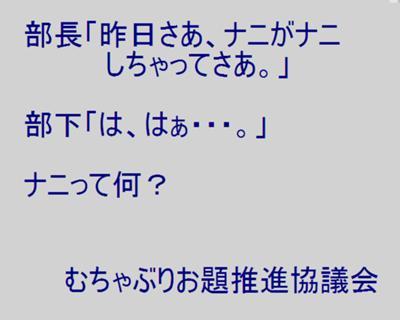 部長「昨日さあ、ナニがナニ
しちゃってさあ。」
部下「は、はぁ・・・。」
ナニって何？
むちゃぶりお題推進協議会